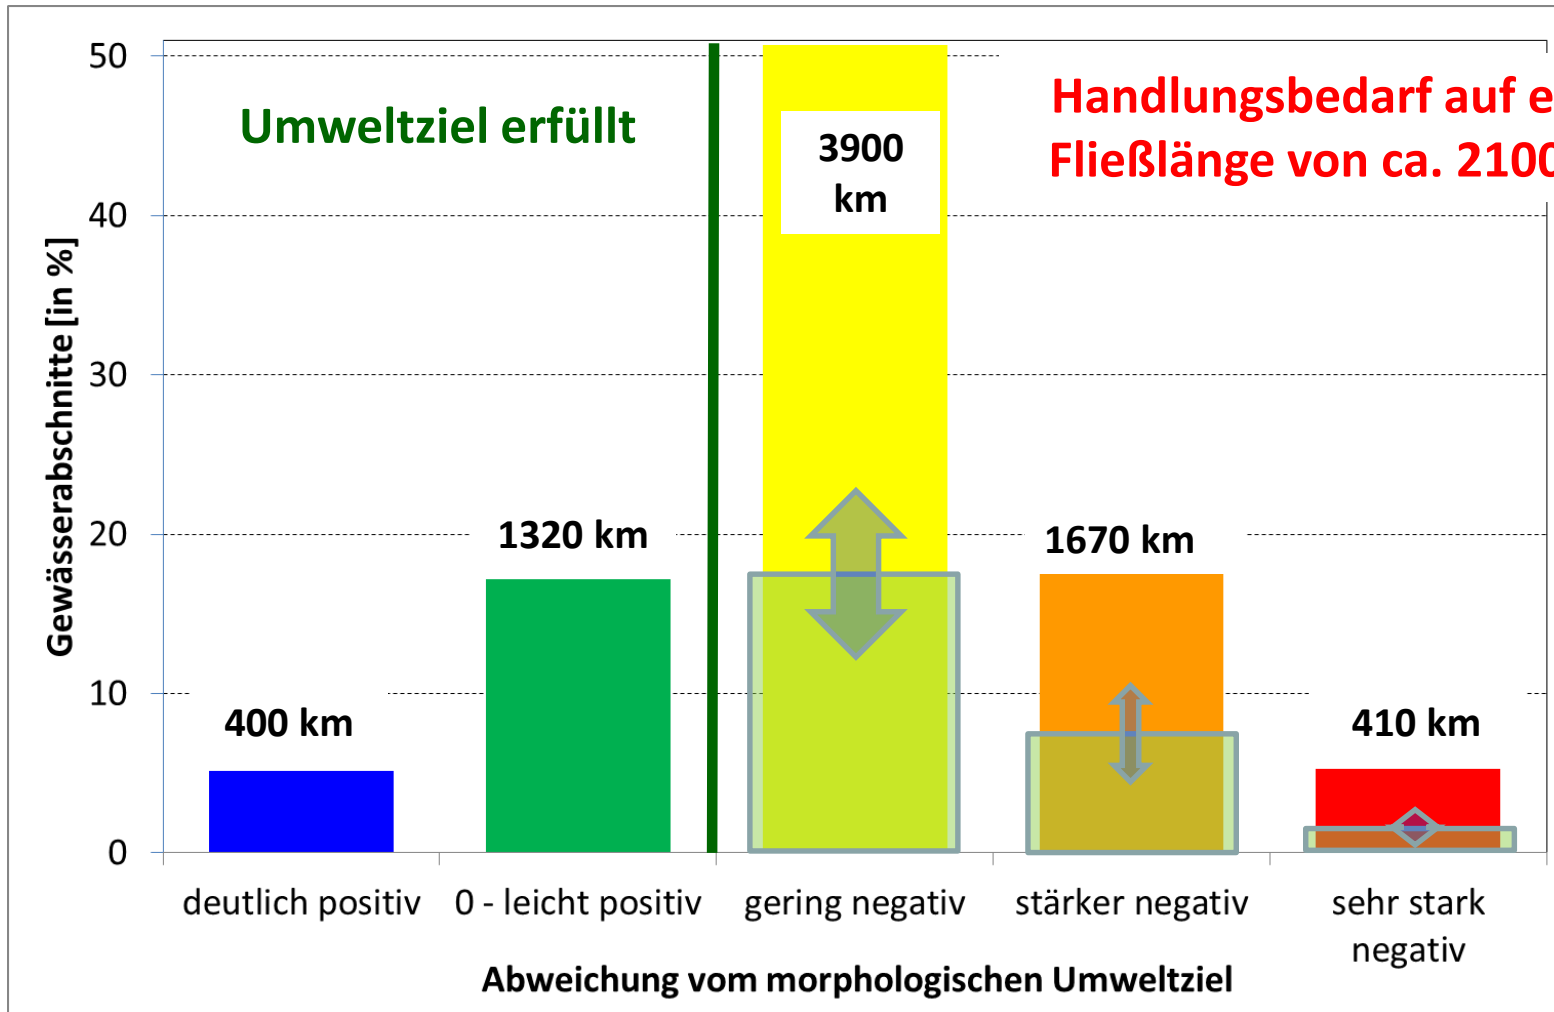 Umweltziel erfüllt
Handlungsbedarf auf
Fließlänge von ca.
3900
km
1320 km
1670 km
400 km
410 km
Gewässerabschnitte [in %]
50
40
30
20
10
0
deutlich positiv
0 - leicht positiv
gering negativ
stärker negativ
sehr stark
negativ
Abweichung vom morphologischen Umweltziel